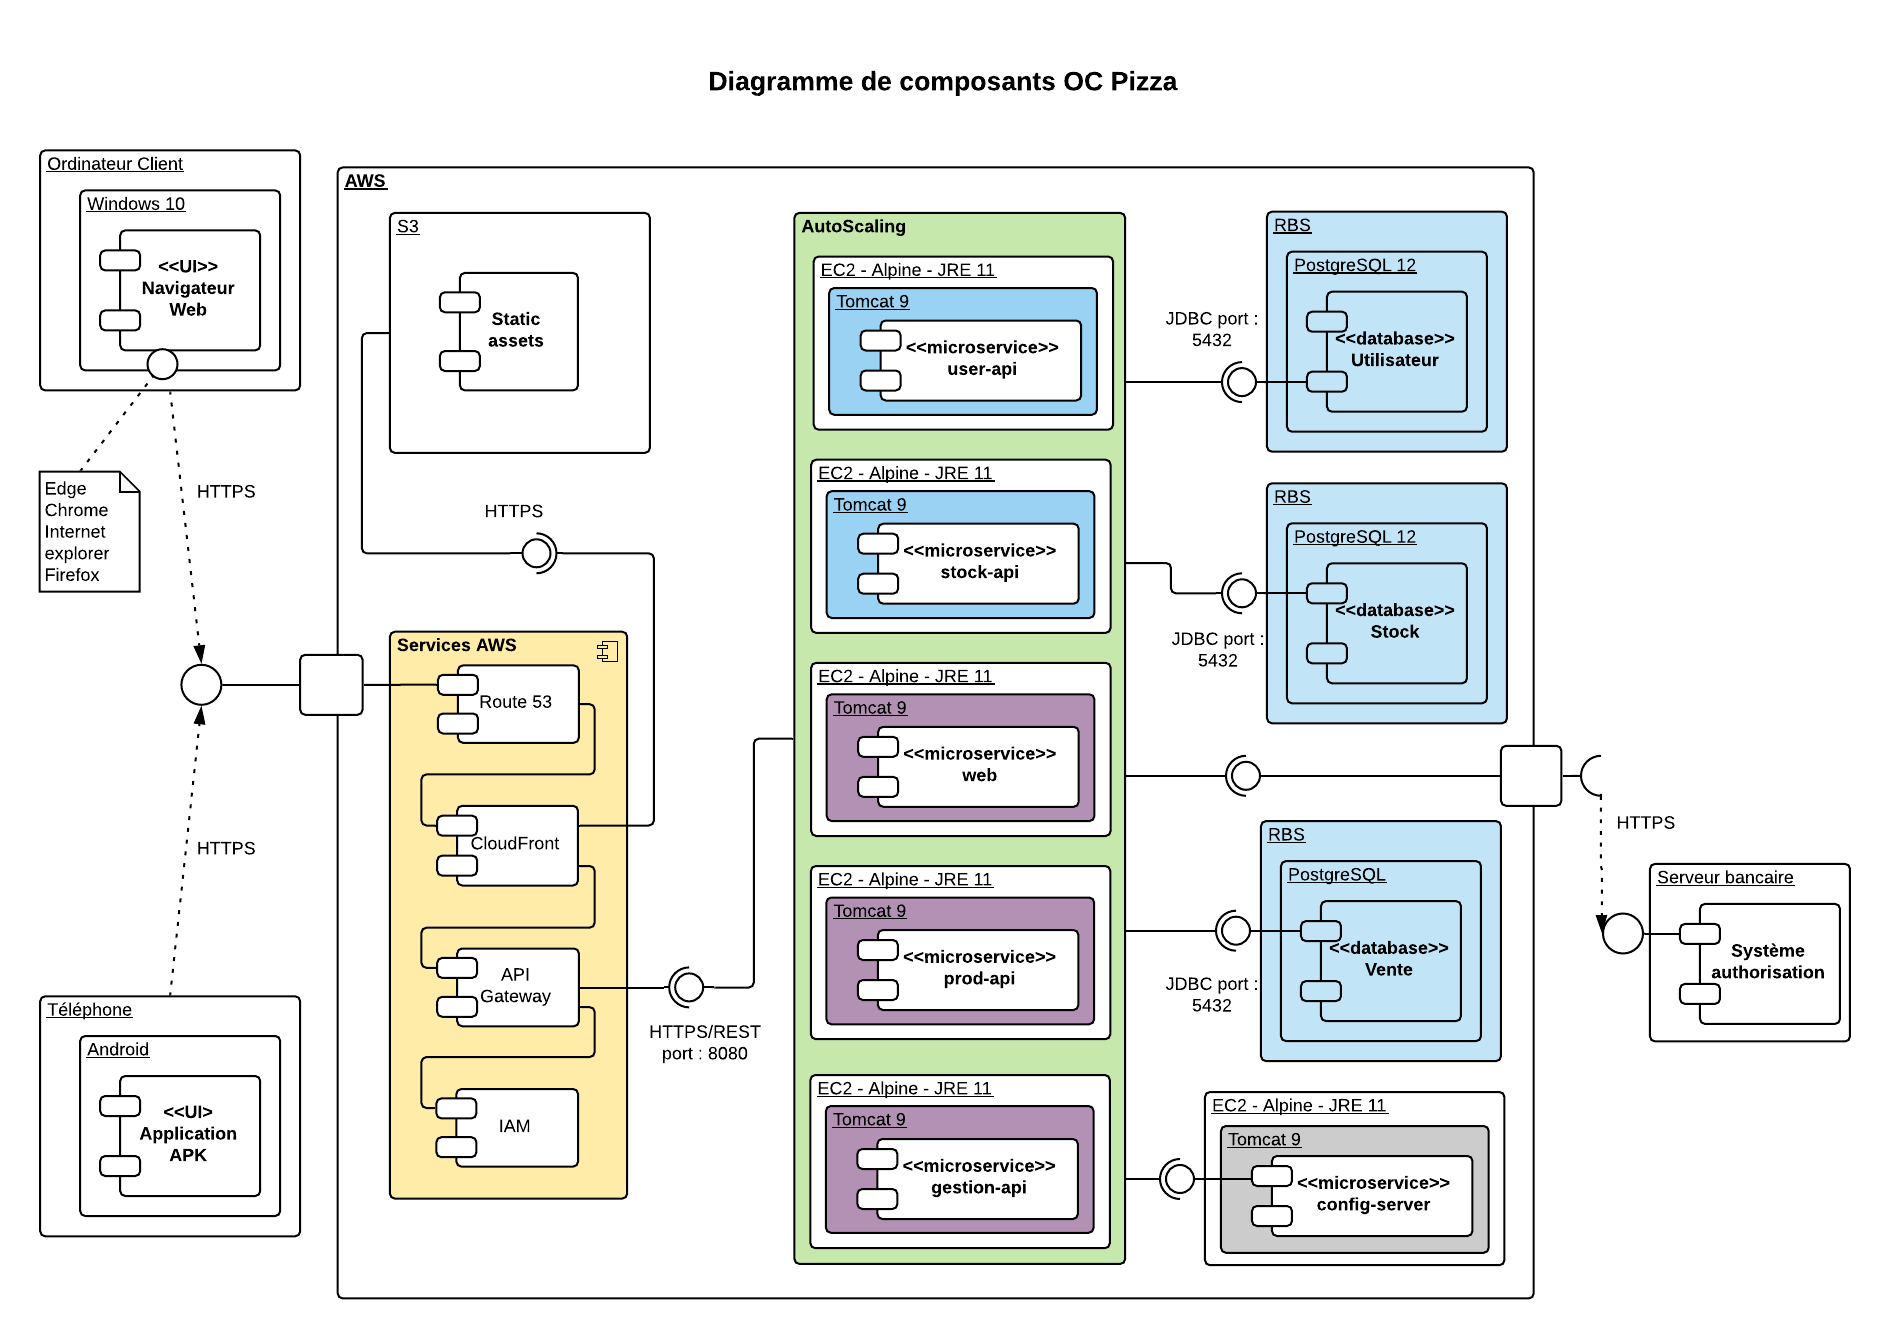 Diagramme de composants OC Pizza
Ordinateur Client
Windows 10
<<UI>>
Navigateur
Web
Edge
Chrome
Internet
explorer
Firefox
HTTPS
HTTPS
Téléphone
Android
<<UI>
Application
APK
AWS
S3
Static
assets
HTTPS
Services AWS
Route 53
CloudFront
API
Gateway
IAM
HTTPS/REST
port : 8080
AutoScaling
EC2 - Alpine - JRE 11
Tomcat 9
<<microservice>>
user-api
EC2 - Alpine - JRE 11
Tomcat 9
<<microservice>>
stock-api
EC2 - Alpine - JRE 11
Tomcat 9
<<microservice>>
web
EC2 - Alpine - JRE 11
Tomcat 9
<<microservice>>
prod-api
EC2 - Alpine - JRE 11
Tomcat 9
<<microservice>>
gestion-api
JDBC port :
5432
RBS
PostgreSQL 12
<<database>>
Utilisateur
JDBC port :
5432
RBS
PostgreSQL 12
<<database>>
Stock
JDBC port :
5432
RBS
PostgreSQL
<<database>>
Vente
EC2 - Alpine - JRE 11
Tomcat 9
<<microservice>>
config-server
HTTPS
Serveur bancaire
Système
authorisation